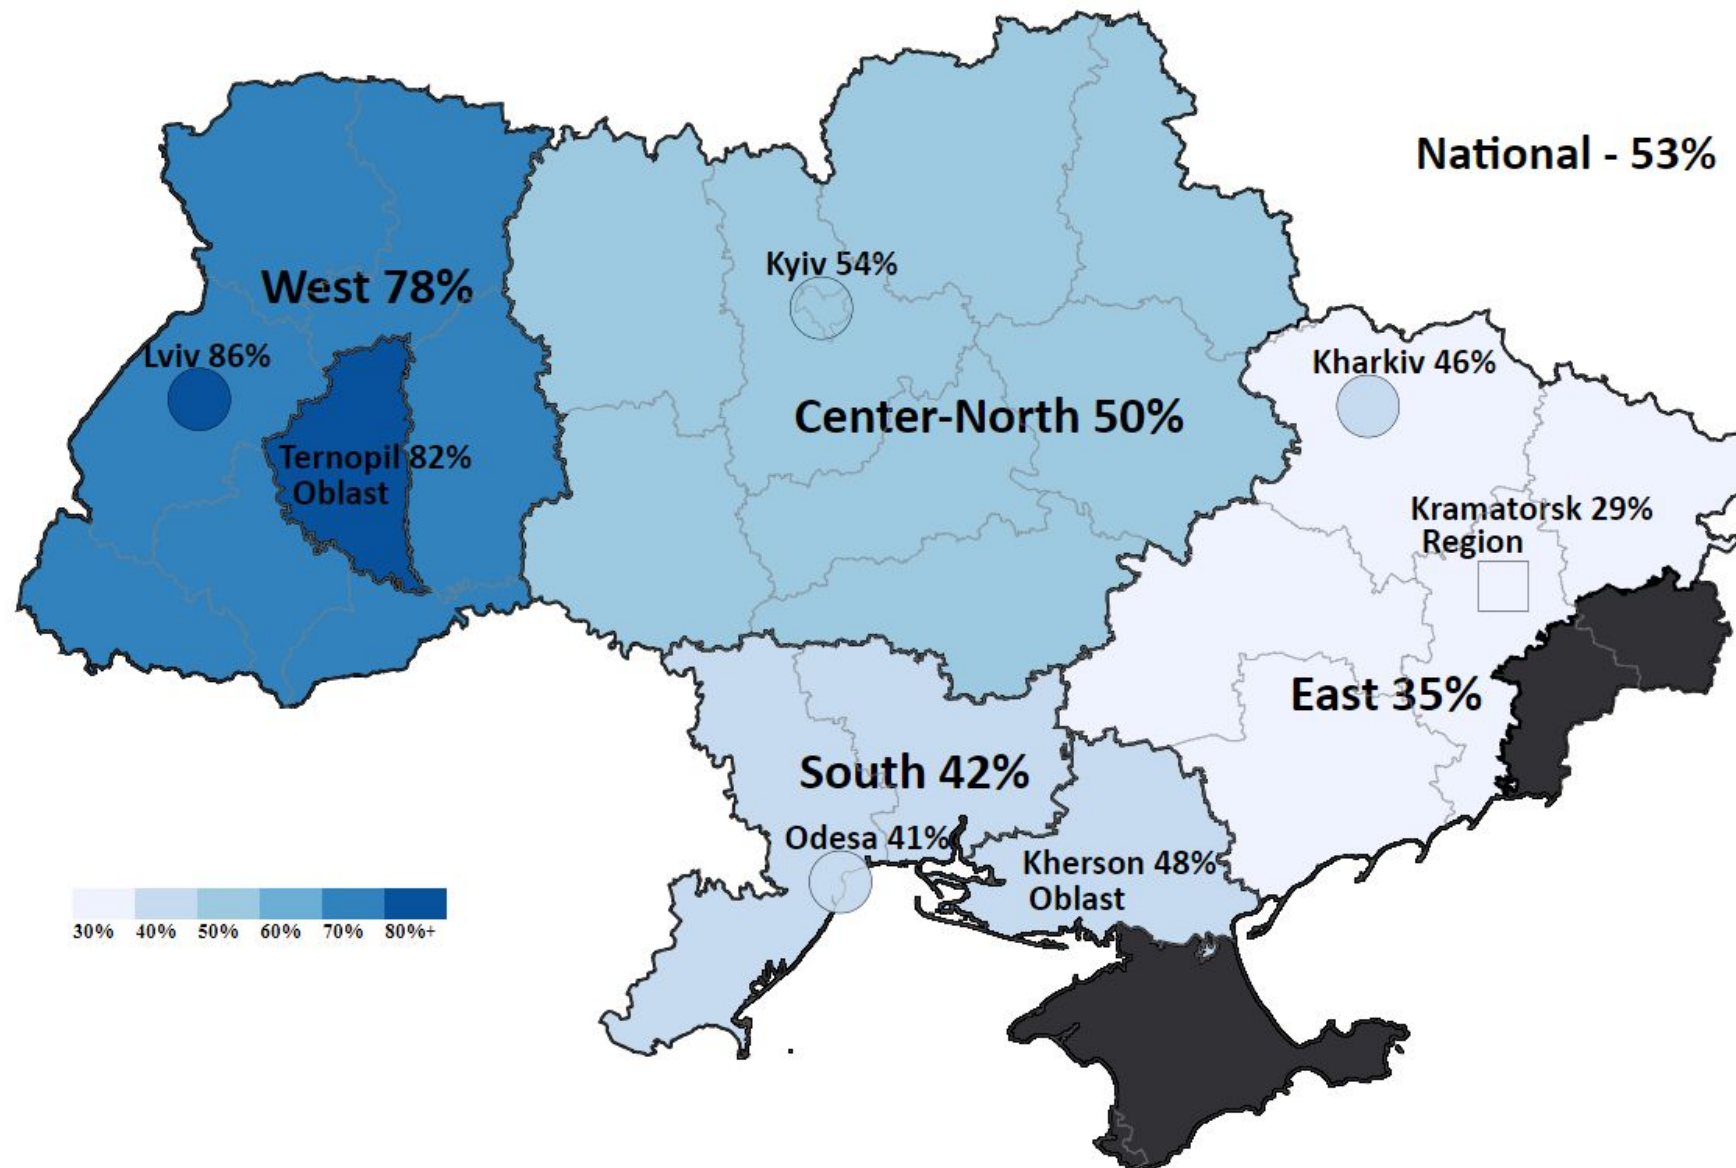 National - 53%
West 78%
Kyiv 54%
Lviv 86%
Kharkiv 46%
Center-North 50%
Ternopil 82%
Oblast
Kramatorsk 29%
Region
East 35%
South 42%
Odesa 41%
Kherson 48%
Oblast
30% 40% 50% 60% 70% 80%+